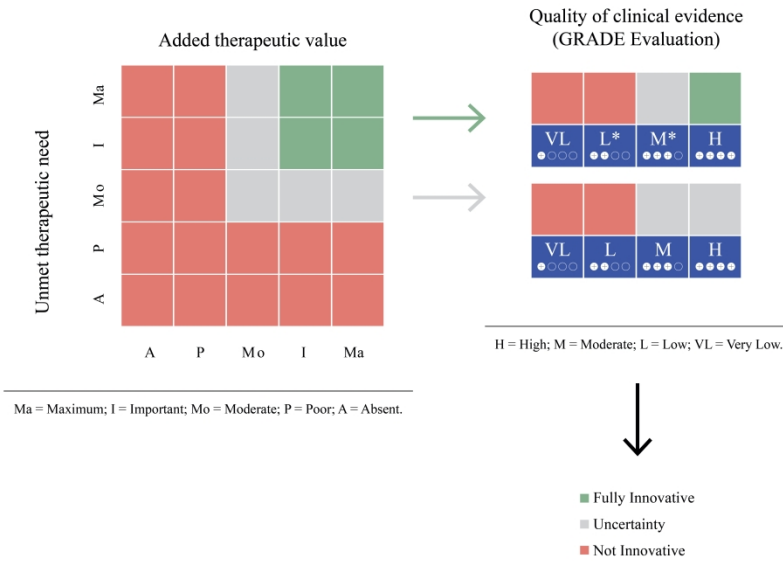 Quality of clinical evidence
(GRADE Evaluation)
Added therapeutic value
Unmet therapeutic need
Ma
I
Mo
P
A
A P Mo I Ma
VL L* M* H
VL L M H
H = High; M = Moderate; L = Low; VL = Very Low.
Ma = Maximum; I = Important; Mo = Moderate; P = Poor; A = Absent.
Fully Innovative
Uncertainty
Not Innovative